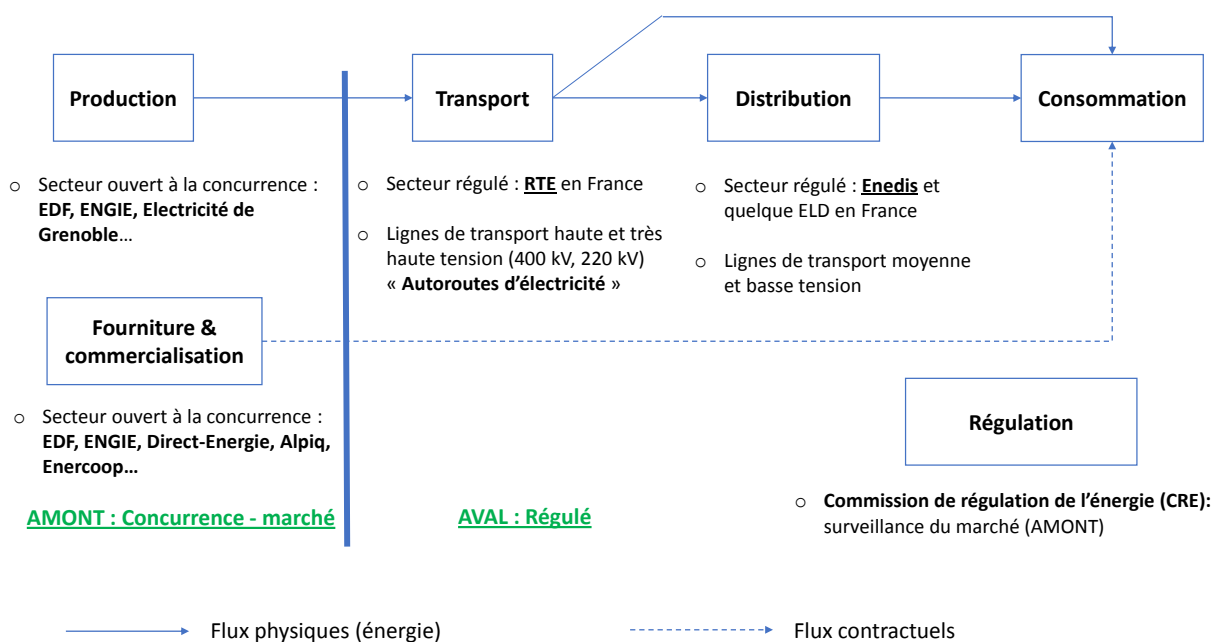 Production
Transport
Distribution
Consommation
o Secteur ouvert à la concurrence :
EDF, ENGIE, Electricité de
Grenoble...
o Secteur régulé : RTE en France
o Lignes de transport haute et très
haute tension (400 kV, 220 kV)
« Autoroutes d’électricité »
o Secteur régulé : Enedis et
quelque ELD en France
o Lignes de transport moyenne
et basse tension
Fourniture &
commercialisation
o Secteur ouvert à la concurrence :
EDF, ENGIE, Direct-Energie, Alpiq,
Enercoop...
Régulation
o Commission de régulation de l’énergie (CRE):
surveillance du marché (AMONT)
AMONT : Concurrence - marché
AVAL : Régulé
Flux physiques (énergie)
Flux contractuels